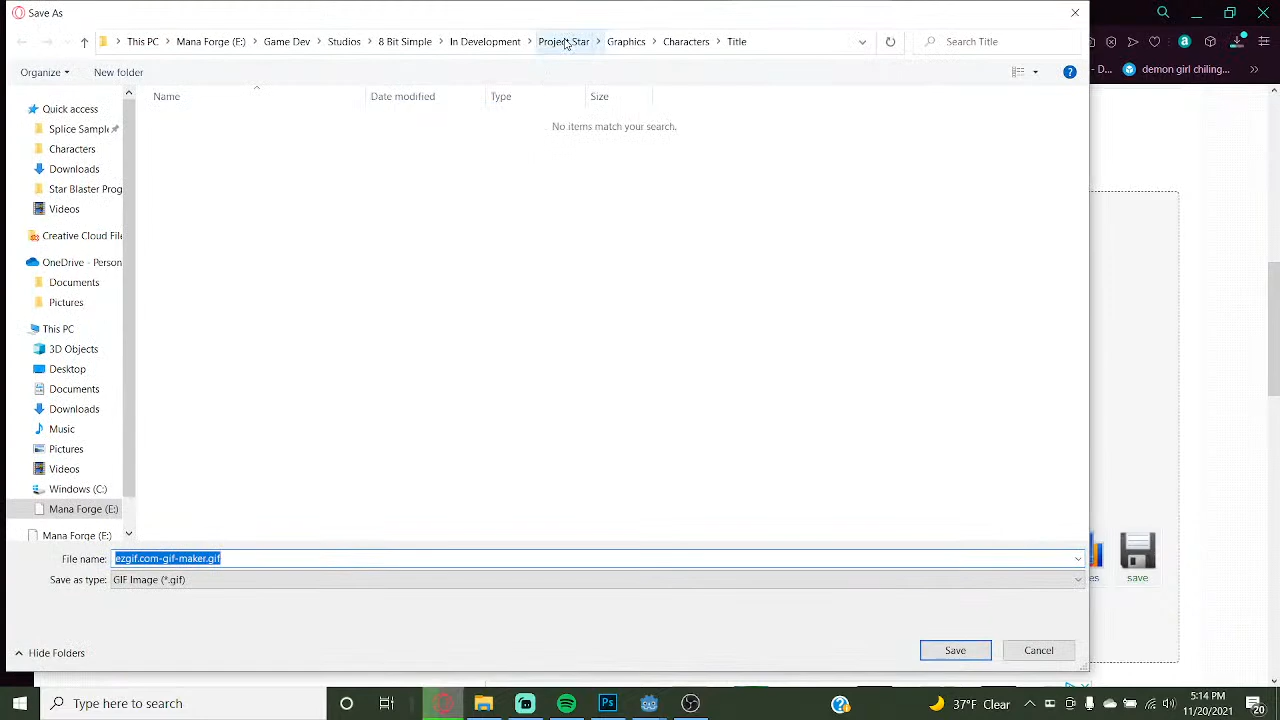 Save As
This PC > Mana Forge (E:) > Game Dev > Studios > Bit Simple > In Development > Project Star > Graphics > Characters > Title
Search Title
Organize
New folder
demon girl chiling...
Name
Date modified
Type
Size
No items match your search.
Quick access
Splice Sample
Characters
Downloads
Star Blaster Prog
Videos
Creative Cloud File
OneDrive - Person
Documents
Pictures
This PC
3D Objects
Desktop
Documents
Downloads
Music
Pictures
Videos
Windows (C:)
Mana Forge (E:)
Mana Forge (E:)
File name:
ezgif.com-gif-maker.gif
Save as type:
GIF Image (*.gif)
es
save
Hide Folders
Save
Cancel
Type here to search
Ps
37°F Clear
5:14 PM
11/20/2021
20